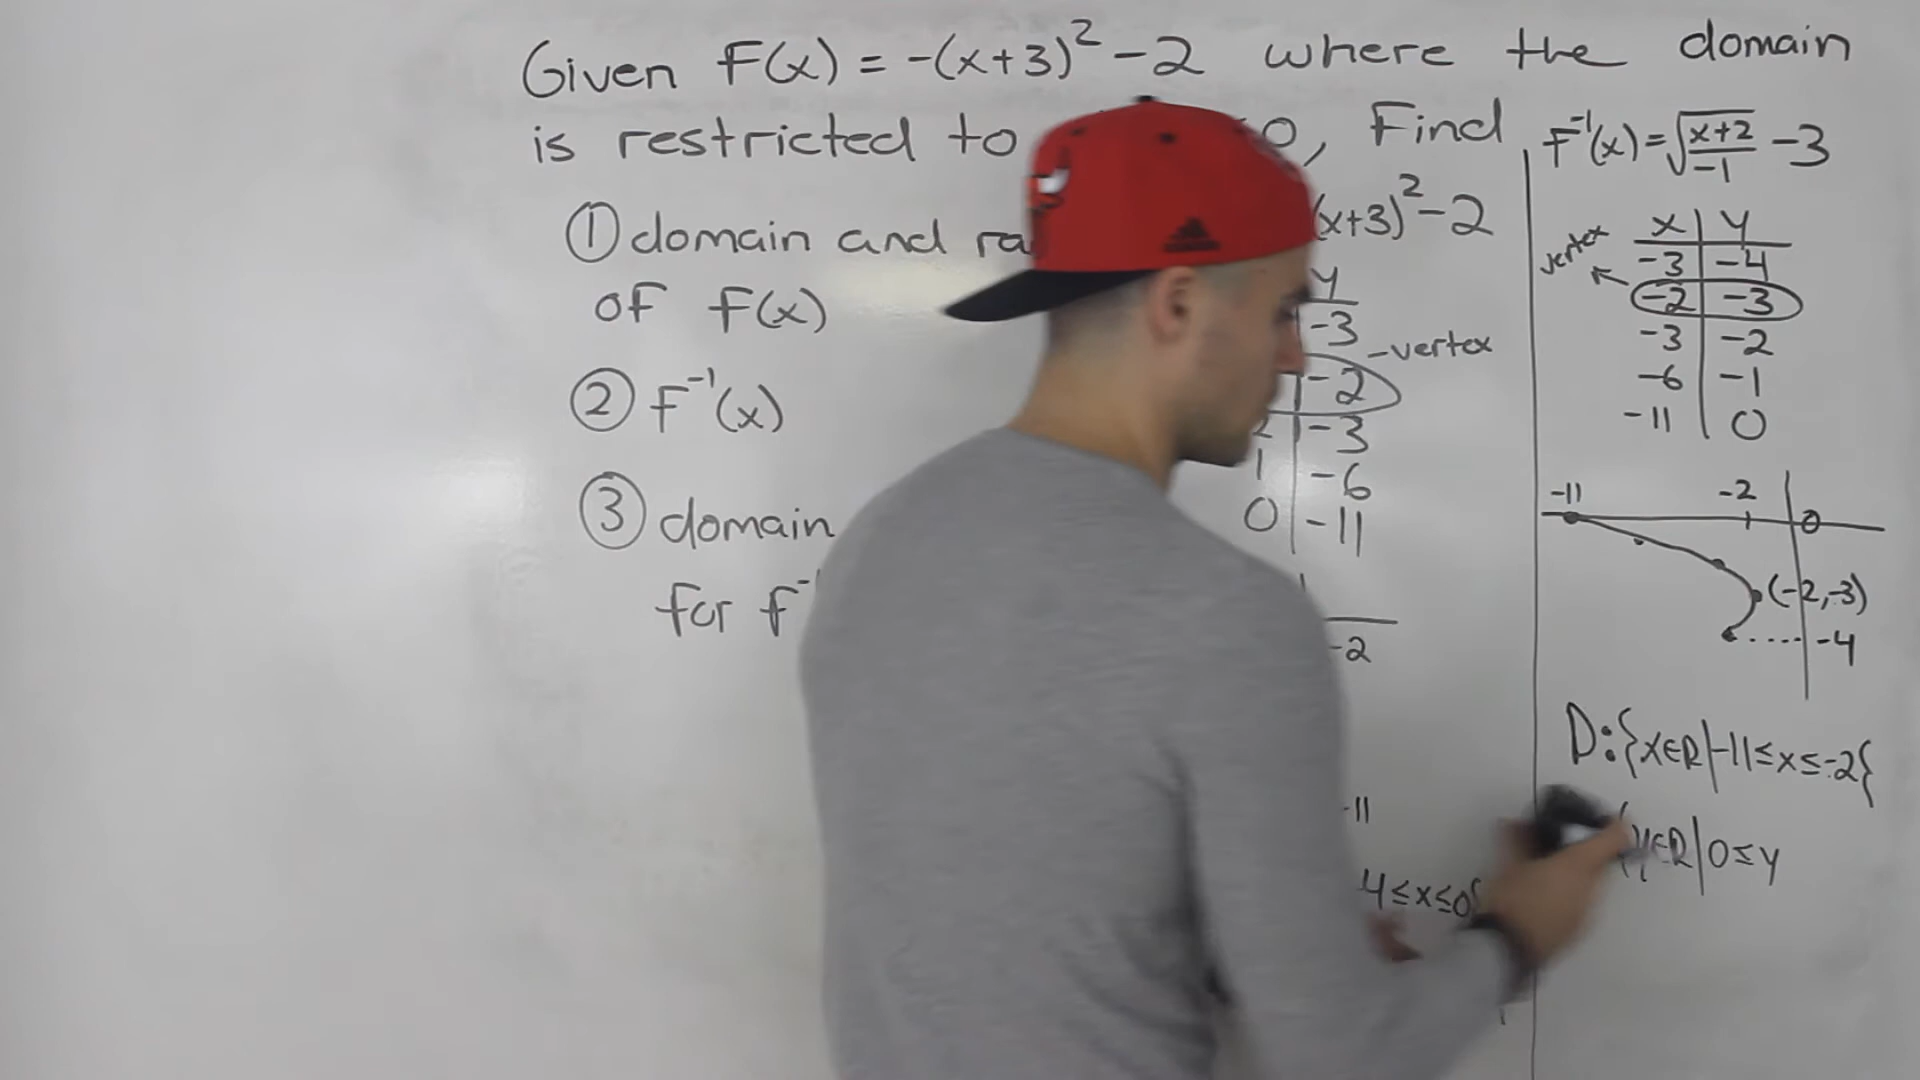 Given F(x) = -(x+3)² - 2 where the domain
is restricted to 0, Find
① domain and ra
of F(x)
② F⁻¹(x)
③ domain
for f⁻¹
(x+3)² - 2
Y
-3
-2 - vertex
2 -3
1 -6
0 -11
-2
-11
4 ≤ x ≤ 0}
F⁻¹(x) = √((x+2)/-1) - 3
x Y
-3 -4
vertex -2 -3
-3 -2
-6 -1
-11 0
-11 -2 0
(-2,-3)
-4
D: {x∈R | -11 ≤ x ≤ -2}
{y∈R | 0 ≤ y